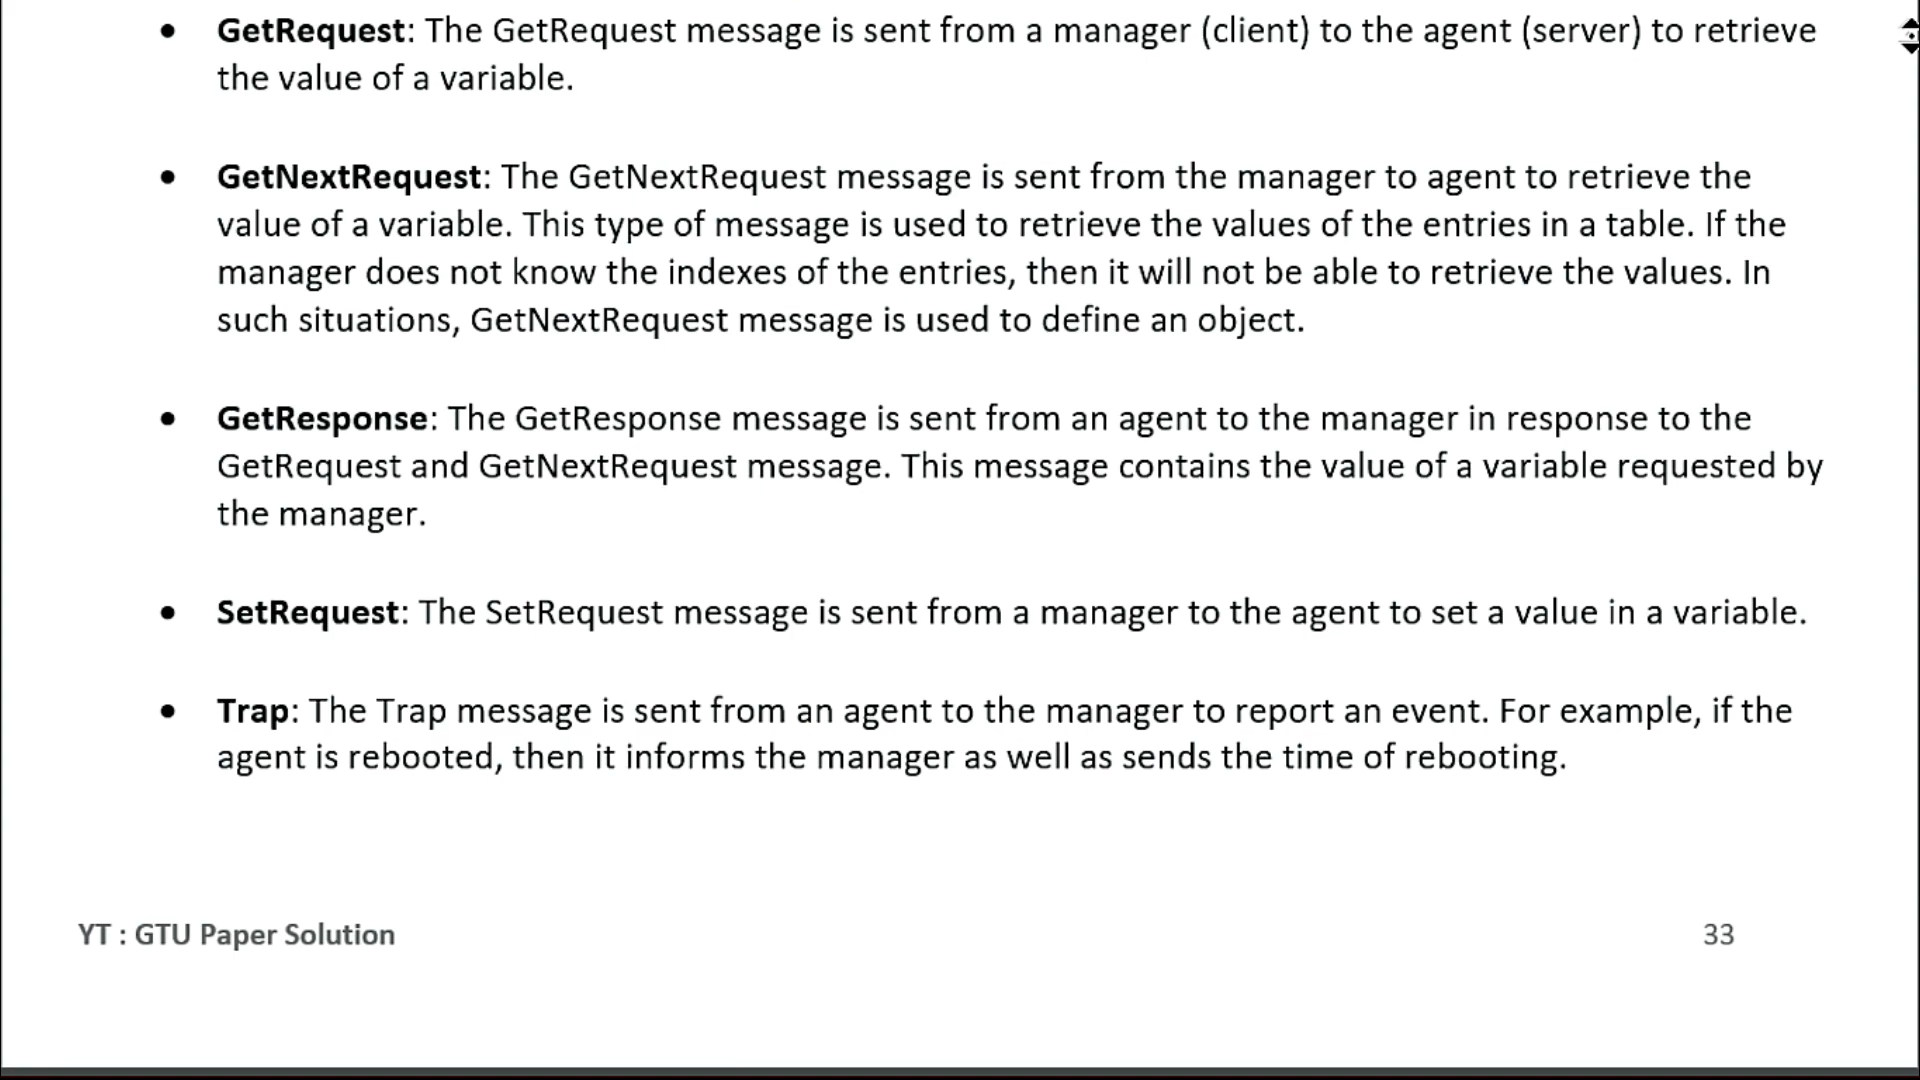 • GetRequest: The GetRequest message is sent from a manager (client) to the agent (server) to retrieve
the value of a variable.
• GetNextRequest: The GetNextRequest message is sent from the manager to agent to retrieve the
value of a variable. This type of message is used to retrieve the values of the entries in a table. If the
manager does not know the indexes of the entries, then it will not be able to retrieve the values. In
such situations, GetNextRequest message is used to define an object.
• GetResponse: The GetResponse message is sent from an agent to the manager in response to the
GetRequest and GetNextRequest message. This message contains the value of a variable requested by
the manager.
• SetRequest: The SetRequest message is sent from a manager to the agent to set a value in a variable.
• Trap: The Trap message is sent from an agent to the manager to report an event. For example, if the
agent is rebooted, then it informs the manager as well as sends the time of rebooting.
YT : GTU Paper Solution 33